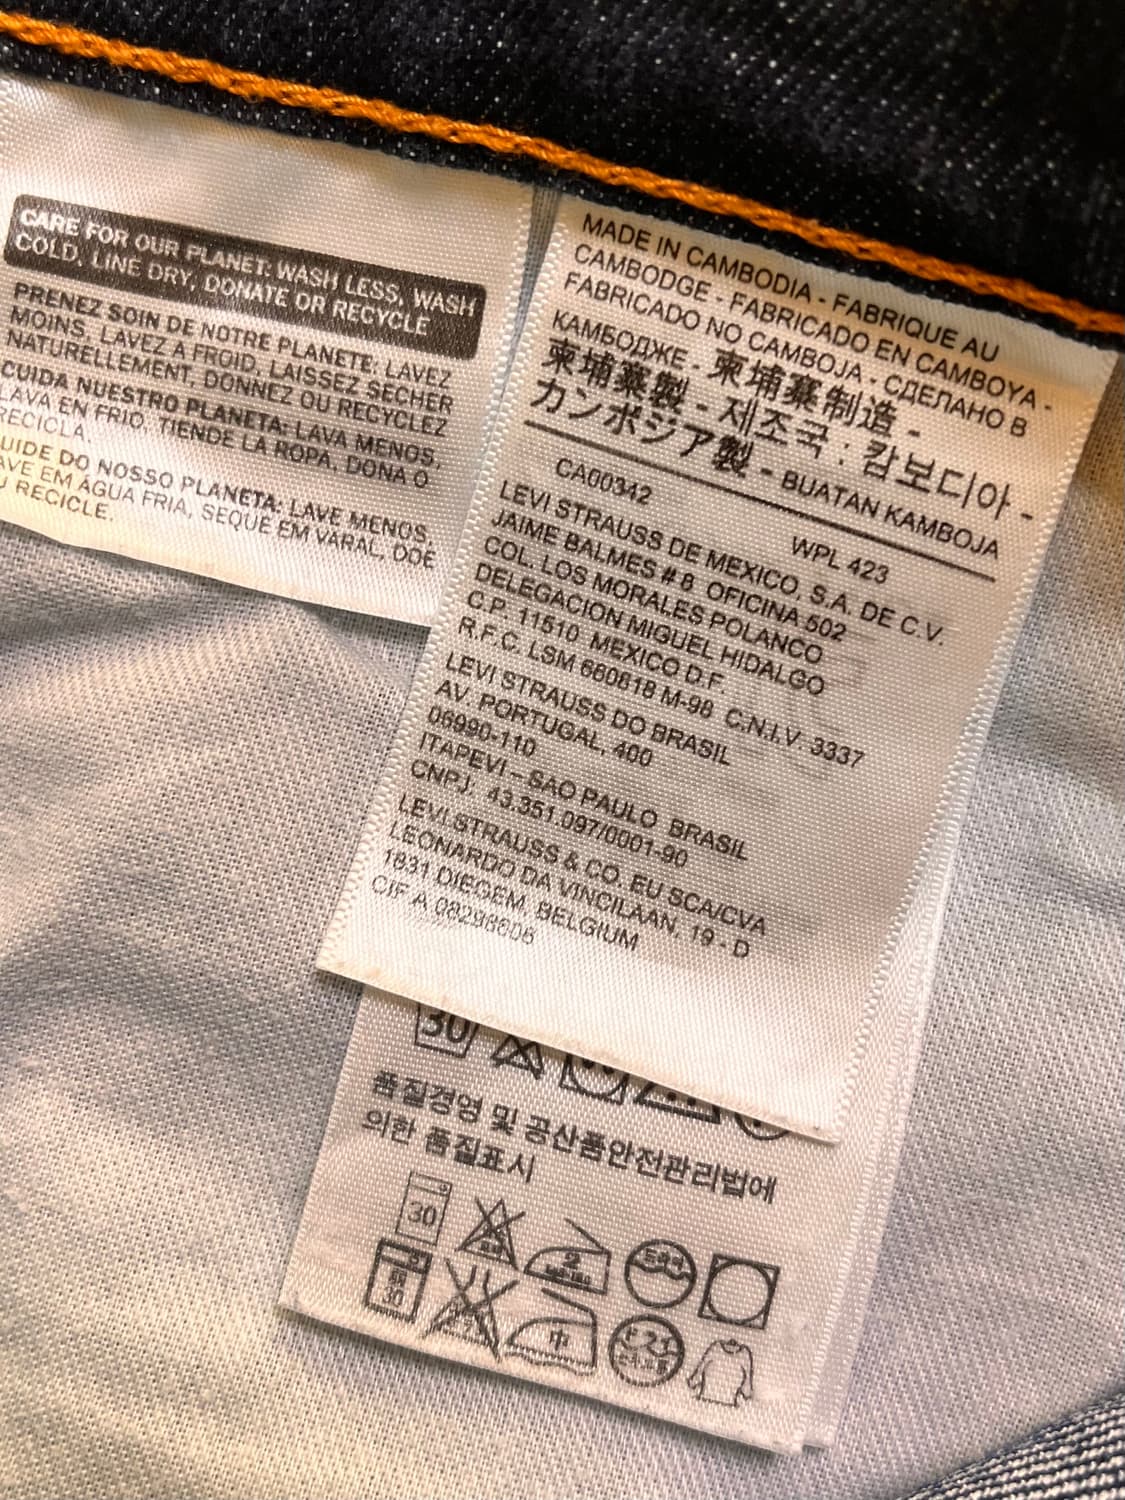 CARE FOR OUR PLANET: WASH LESS, WASH
COLD, LINE DRY, DONATE OR RECYCLE
PRENEZ SOIN DE NOTRE PLANETE: LAVEZ
MOINS, LAVEZ A FROID, LAISSEZ SECHER
NATURELLEMENT, DONNEZ OU RECYCLEZ
CUIDA NUESTRO PLANETA: LAVA MENOS,
LAVA EN FRIO, TIENDE LA ROPA, DONA O
RECICLA.
UIDE DO NOSSO PLANETA: LAVE MENOS,
AVE EM ÁGUA FRIA, SEQUE EM VARAL, DOE
U RECICLE.
MADE IN CAMBODIA - FABRIQUE AU
CAMBODGE - FABRICADO EN CAMBOYA -
FABRICADO NO CAMBOJA - СДЕЛАНО В
КАМБОДЖЕ - 柬埔寨制造 -
柬埔寨製 - 제조국 : 캄보디아 -
カンボジア製 - BUATAN KAMBOJA
CA00342 WPL 423
LEVI STRAUSS DE MEXICO, S.A. DE C.V.
JAIME BALMES # 8 OFICINA 502
COL. LOS MORALES POLANCO
DELEGACION MIGUEL HIDALGO
C.P. 11510 MEXICO D.F.
R.F.C. LSM 660618 M-98 C.N.I.V. 3337
LEVI STRAUSS DO BRASIL
AV. PORTUGAL, 400
06990-110
ITAPEVI – SAO PAULO BRASIL
CNPJ: 43.351.097/0001-90
LEVI STRAUSS & CO. EU SCA/CVA
LEONARDO DA VINCILAAN, 19 - D
1831 DIEGEM, BELGIUM
CIF A 08298606
30
품질경영 및 공산품안전관리법에
의한 품질표시
30
2
30
中